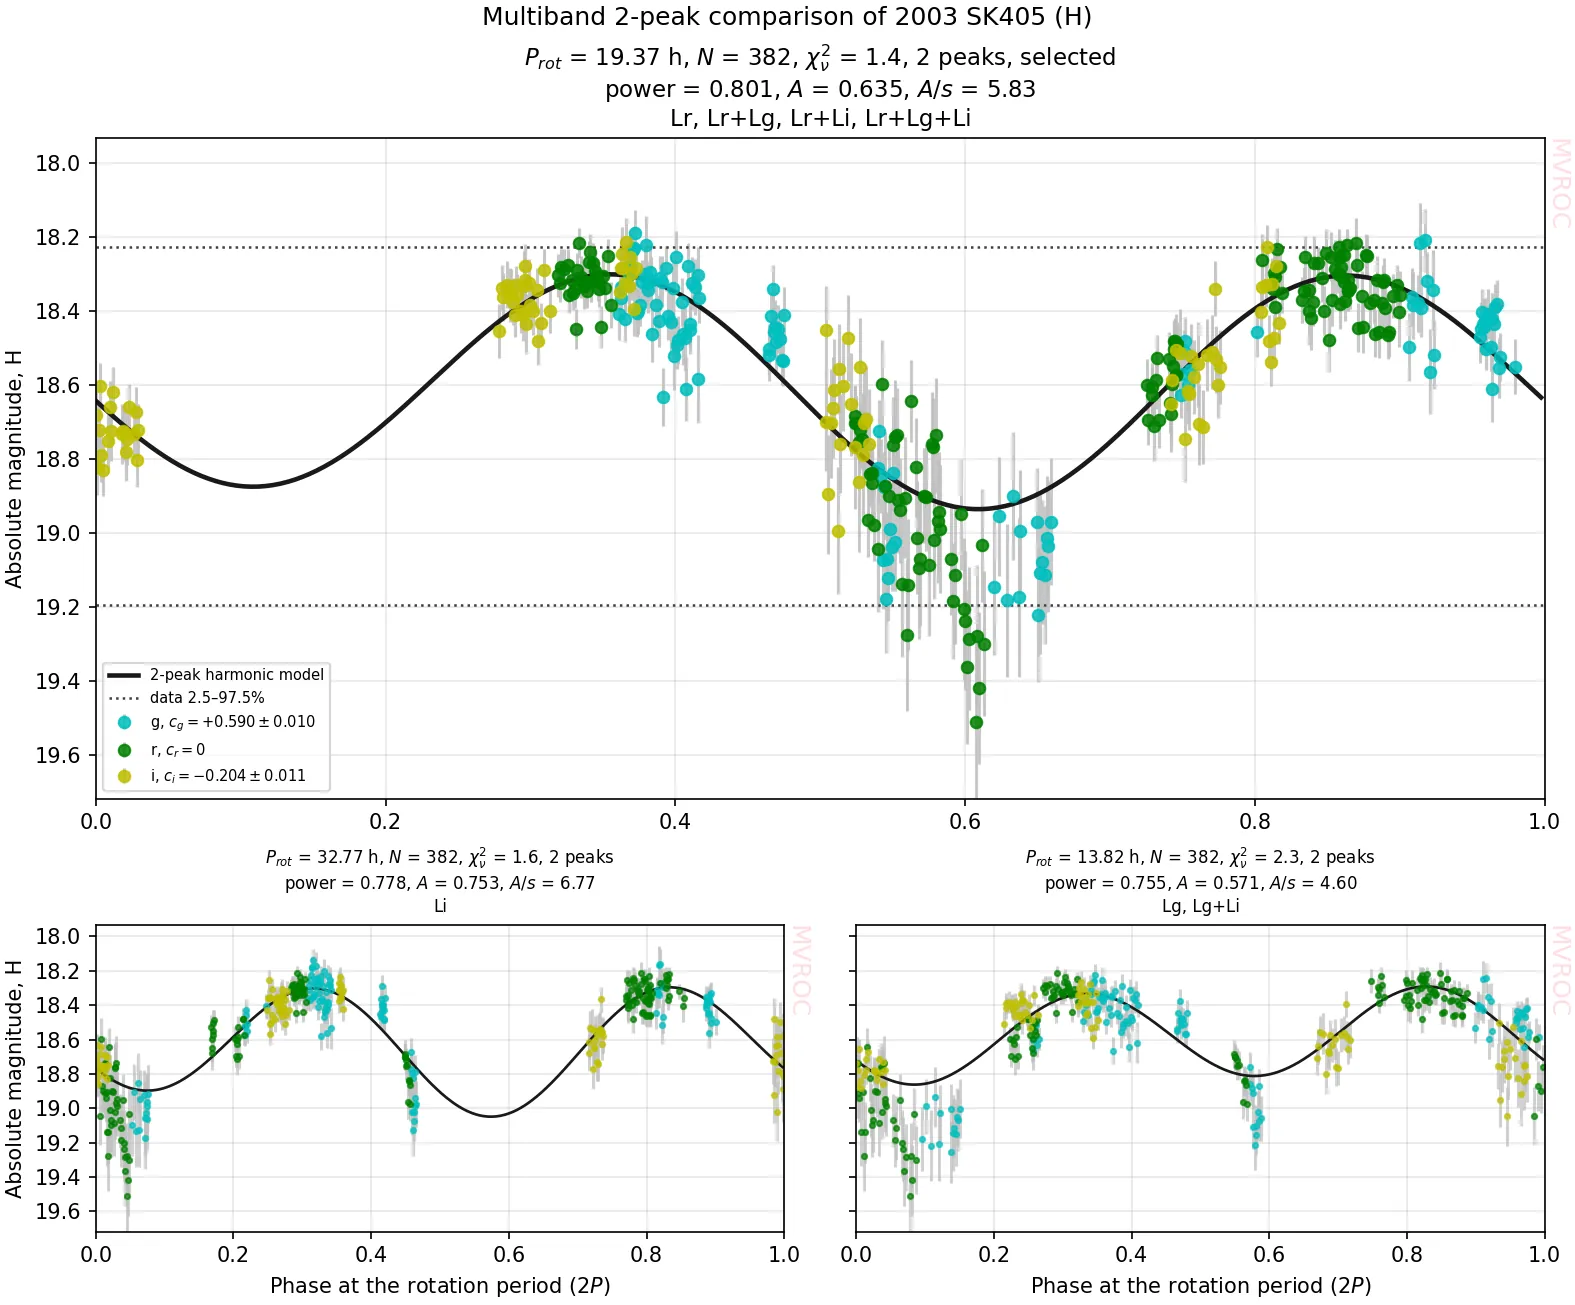 Multiband 2-peak comparison of 2003 SK405 (H)
P_rot = 19.37 h, N = 382, χ²_ν = 1.4, 2 peaks, selected
power = 0.801, A = 0.635, A/s = 5.83
Lr, Lr+Lg, Lr+Li, Lr+Lg+Li
MVROC
Absolute magnitude, H
18.0
18.2
18.4
18.6
18.8
19.0
19.2
19.4
19.6
2-peak harmonic model
data 2.5–97.5%
g, c_g = +0.590 ± 0.010
r, c_r = 0
i, c_i = −0.204 ± 0.011
0.0 0.2 0.4 0.6 0.8 1.0
P_rot = 32.77 h, N = 382, χ²_ν = 1.6, 2 peaks
power = 0.778, A = 0.753, A/s = 6.77
Li
MVROC
Absolute magnitude, H
18.0
18.2
18.4
18.6
18.8
19.0
19.2
19.4
19.6
0.0 0.2 0.4 0.6 0.8 1.0
Phase at the rotation period (2P)
P_rot = 13.82 h, N = 382, χ²_ν = 2.3, 2 peaks
power = 0.755, A = 0.571, A/s = 4.60
Lg, Lg+Li
MVROC
0.0 0.2 0.4 0.6 0.8 1.0
Phase at the rotation period (2P)